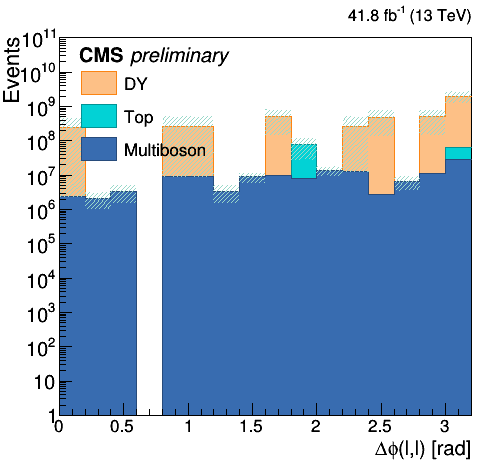 41.8 fb⁻¹ (13 TeV)
Events
CMS preliminary
DY
Top
Multiboson
10¹¹
10¹⁰
10⁹
10⁸
10⁷
10⁶
10⁵
10⁴
10³
10²
10
1
0 0.5 1 1.5 2 2.5 3
Δϕ(l,l) [rad]